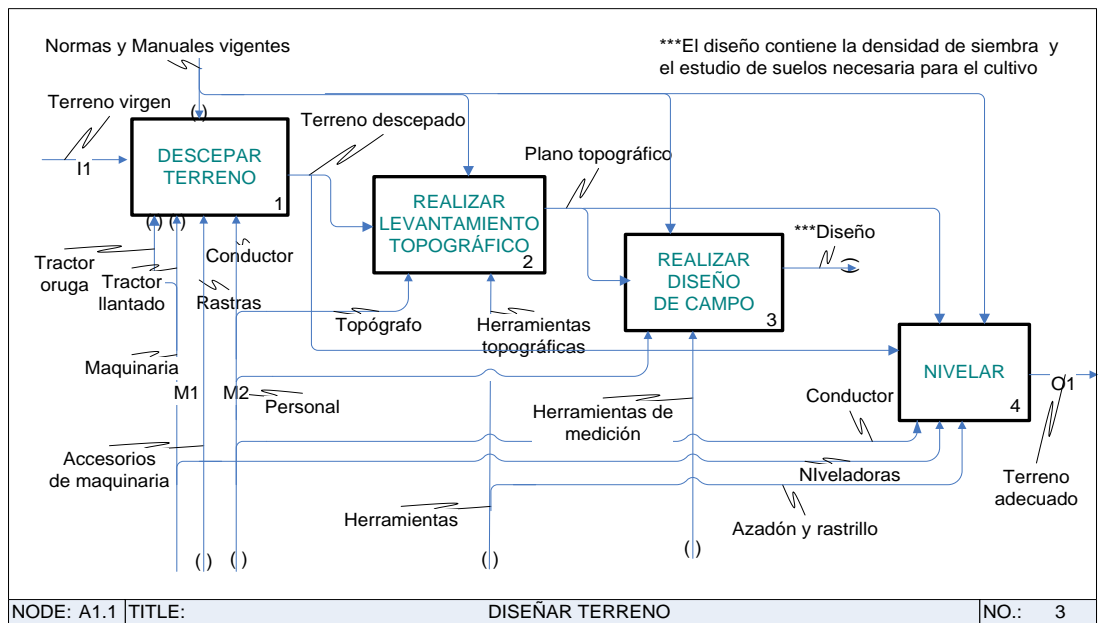 Normas y Manuales vigentes
***El diseño contiene la densidad de siembra y
el estudio de suelos necesaria para el cultivo
Terreno virgen
( )
Terreno descepado
I1
DESCEPAR
TERRENO
1
Plano topográfico
REALIZAR
LEVANTAMIENTO
TOPOGRÁFICO
2
( )
( )
***Diseño
( )
REALIZAR
DISEÑO
DE CAMPO
3
Tractor
oruga
Tractor
llantado
Conductor
Rastras
Topógrafo
Herramientas
topográficas
NIVELAR
4
O1
Maquinaria
M1
M2
Personal
Herramientas de
medición
Conductor
Accesorios
de maquinaria
NIveladoras
Terreno
adecuado
Herramientas
Azadón y rastrillo
( )
( )
( )
( )
NODE: A1.1
TITLE:
DISEÑAR TERRENO
NO.: 3